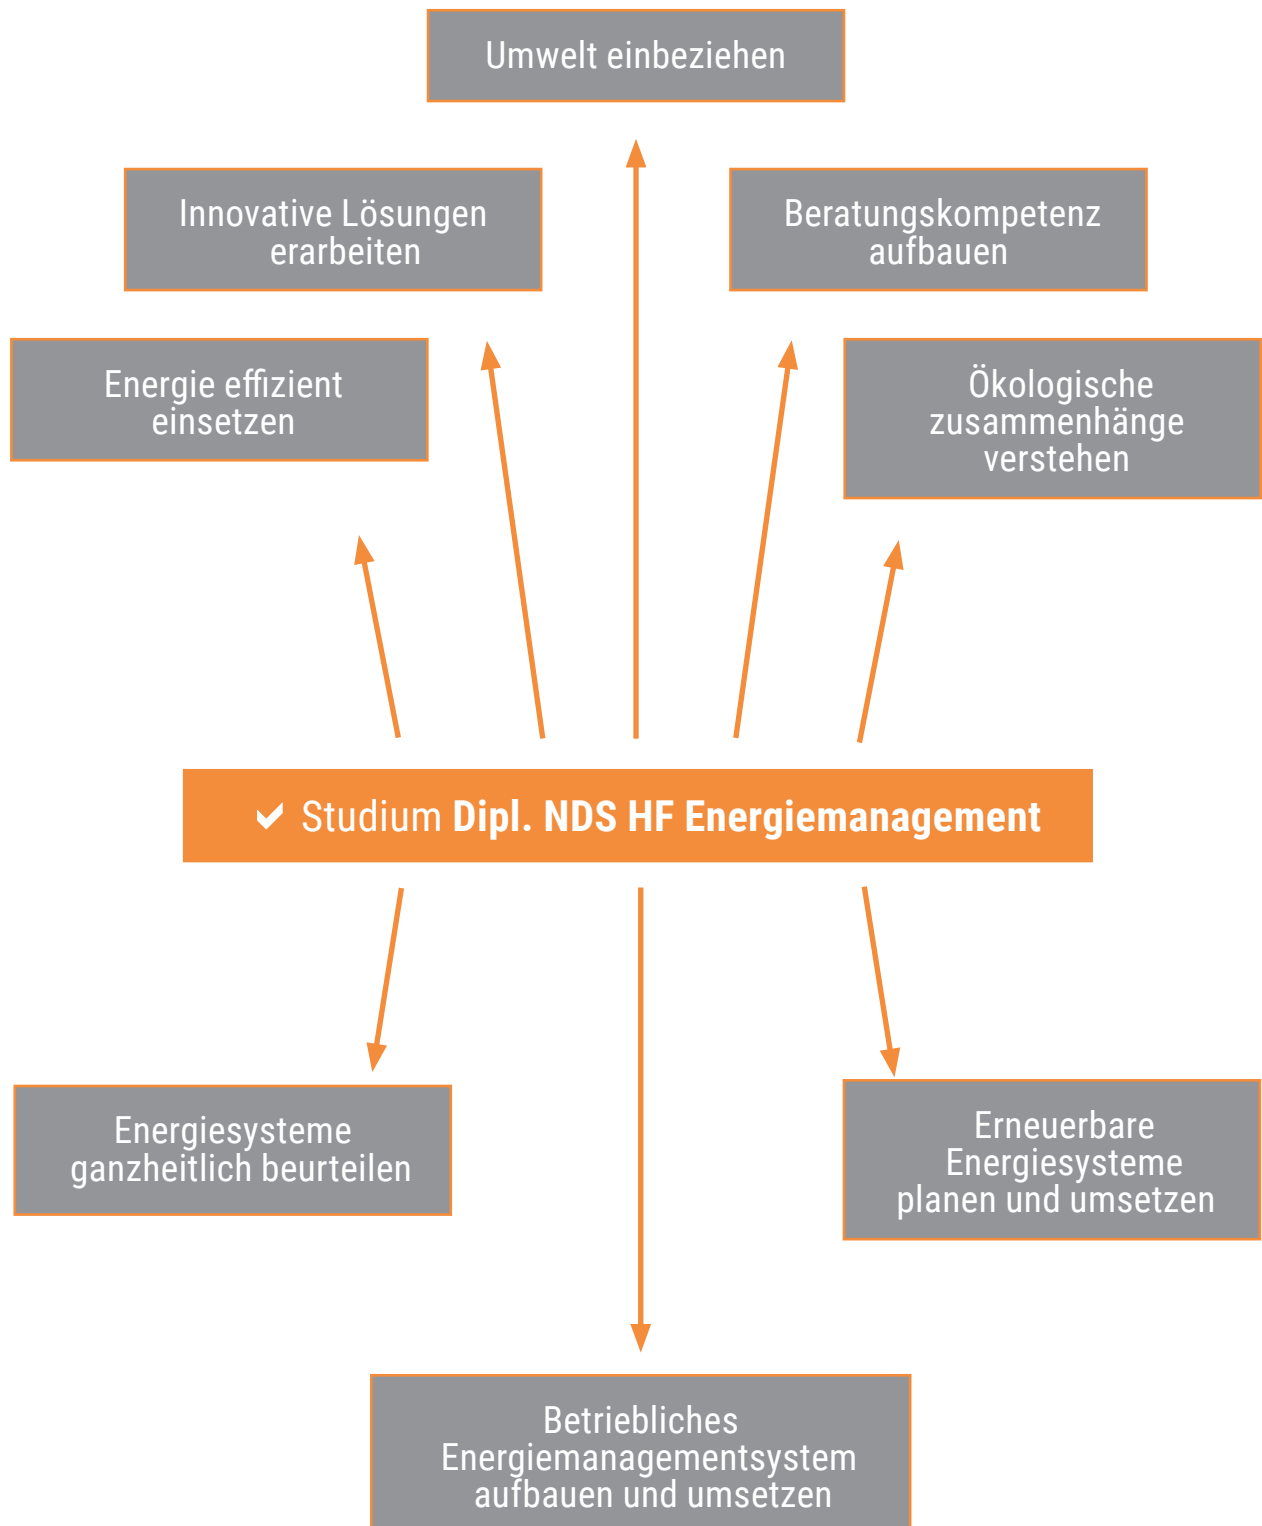 Umwelt einbeziehen
Innovative Lösungen
erarbeiten
Beratungskompetenz
aufbauen
Energie effizient
einsetzen
Ökologische
zusammenhänge
verstehen
Studium Dipl. NDS HF Energiemanagement
Energiesysteme
ganzheitlich beurteilen
Erneuerbare
Energiesysteme
planen und umsetzen
Betriebliches
Energiemanagementsystem
aufbauen und umsetzen